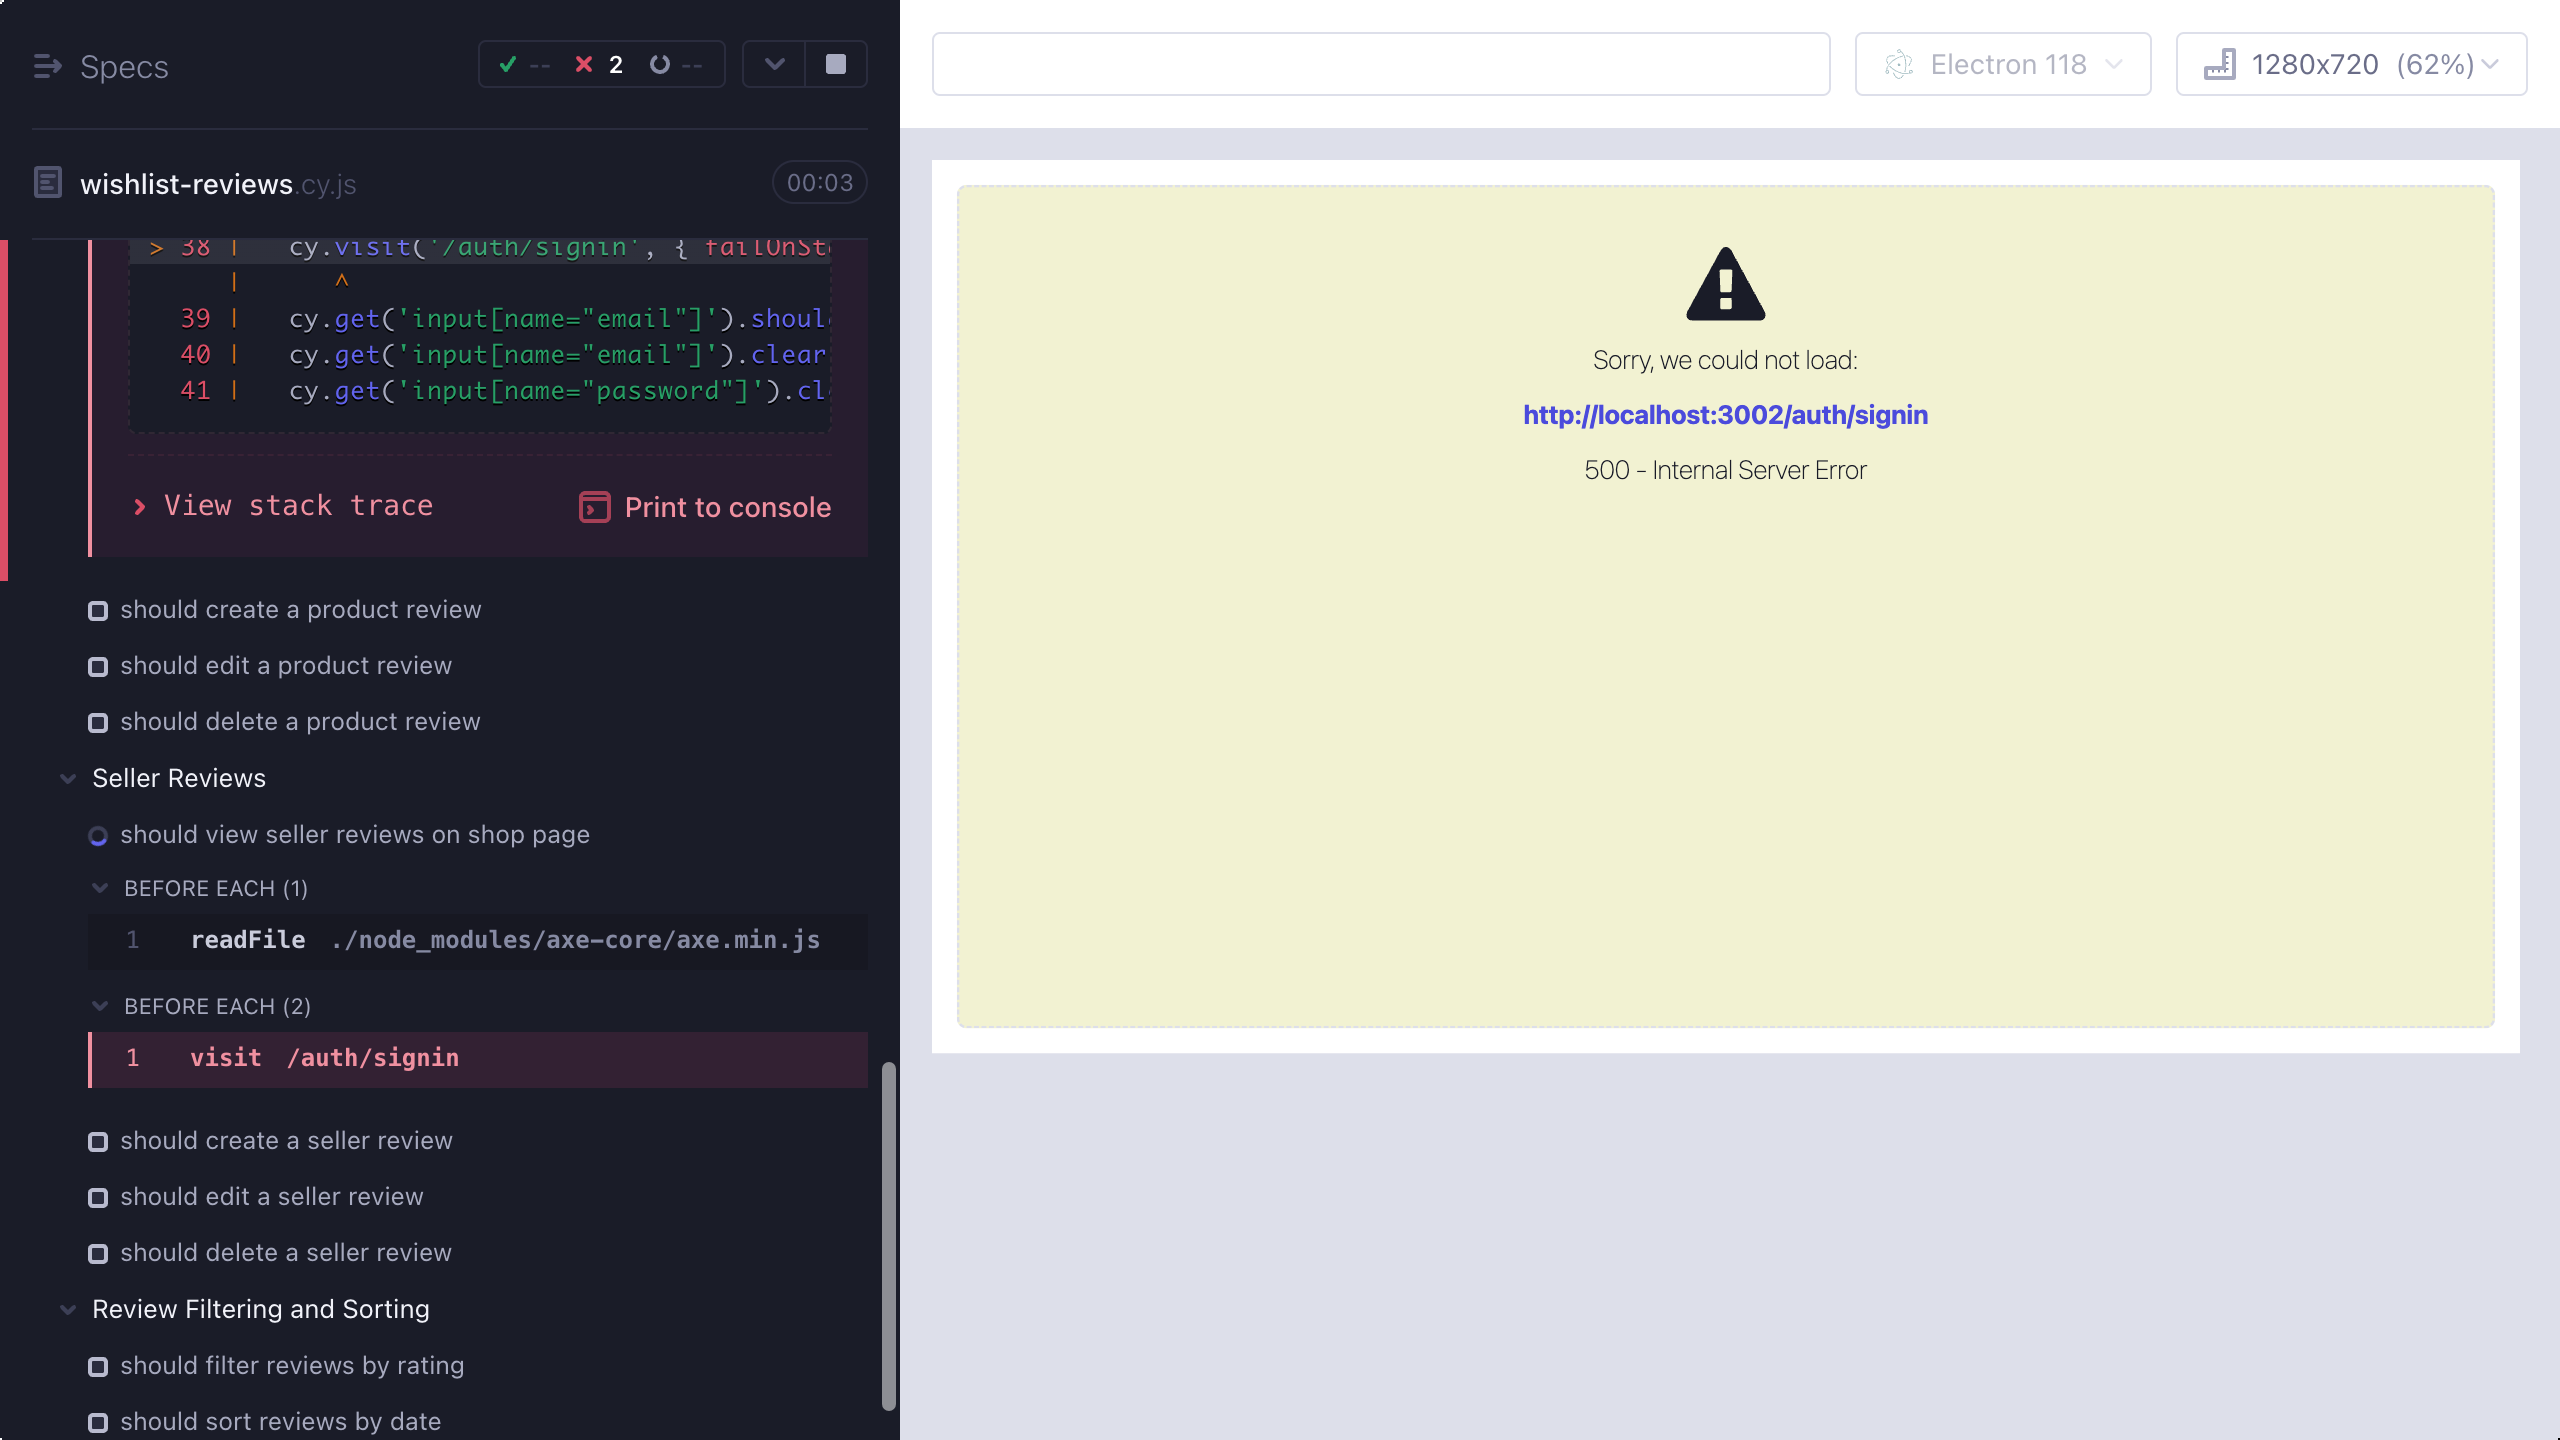 Specs
-- 2 --
wishlist-reviews.cy.js
00:03
> 38 | cy.visit('/auth/signin', { failOnSt
| ^
39 | cy.get('input[name="email"]').shoul
40 | cy.get('input[name="email"]').clear
41 | cy.get('input[name="password"]').cl
View stack trace
Print to console
should create a product review
should edit a product review
should delete a product review
Seller Reviews
should view seller reviews on shop page
BEFORE EACH (1)
1 readFile ./node_modules/axe-core/axe.min.js
BEFORE EACH (2)
1 visit /auth/signin
should create a seller review
should edit a seller review
should delete a seller review
Review Filtering and Sorting
should filter reviews by rating
should sort reviews by date
Electron 118
1280x720 (62%)
Sorry, we could not load:
http://localhost:3002/auth/signin
500 - Internal Server Error